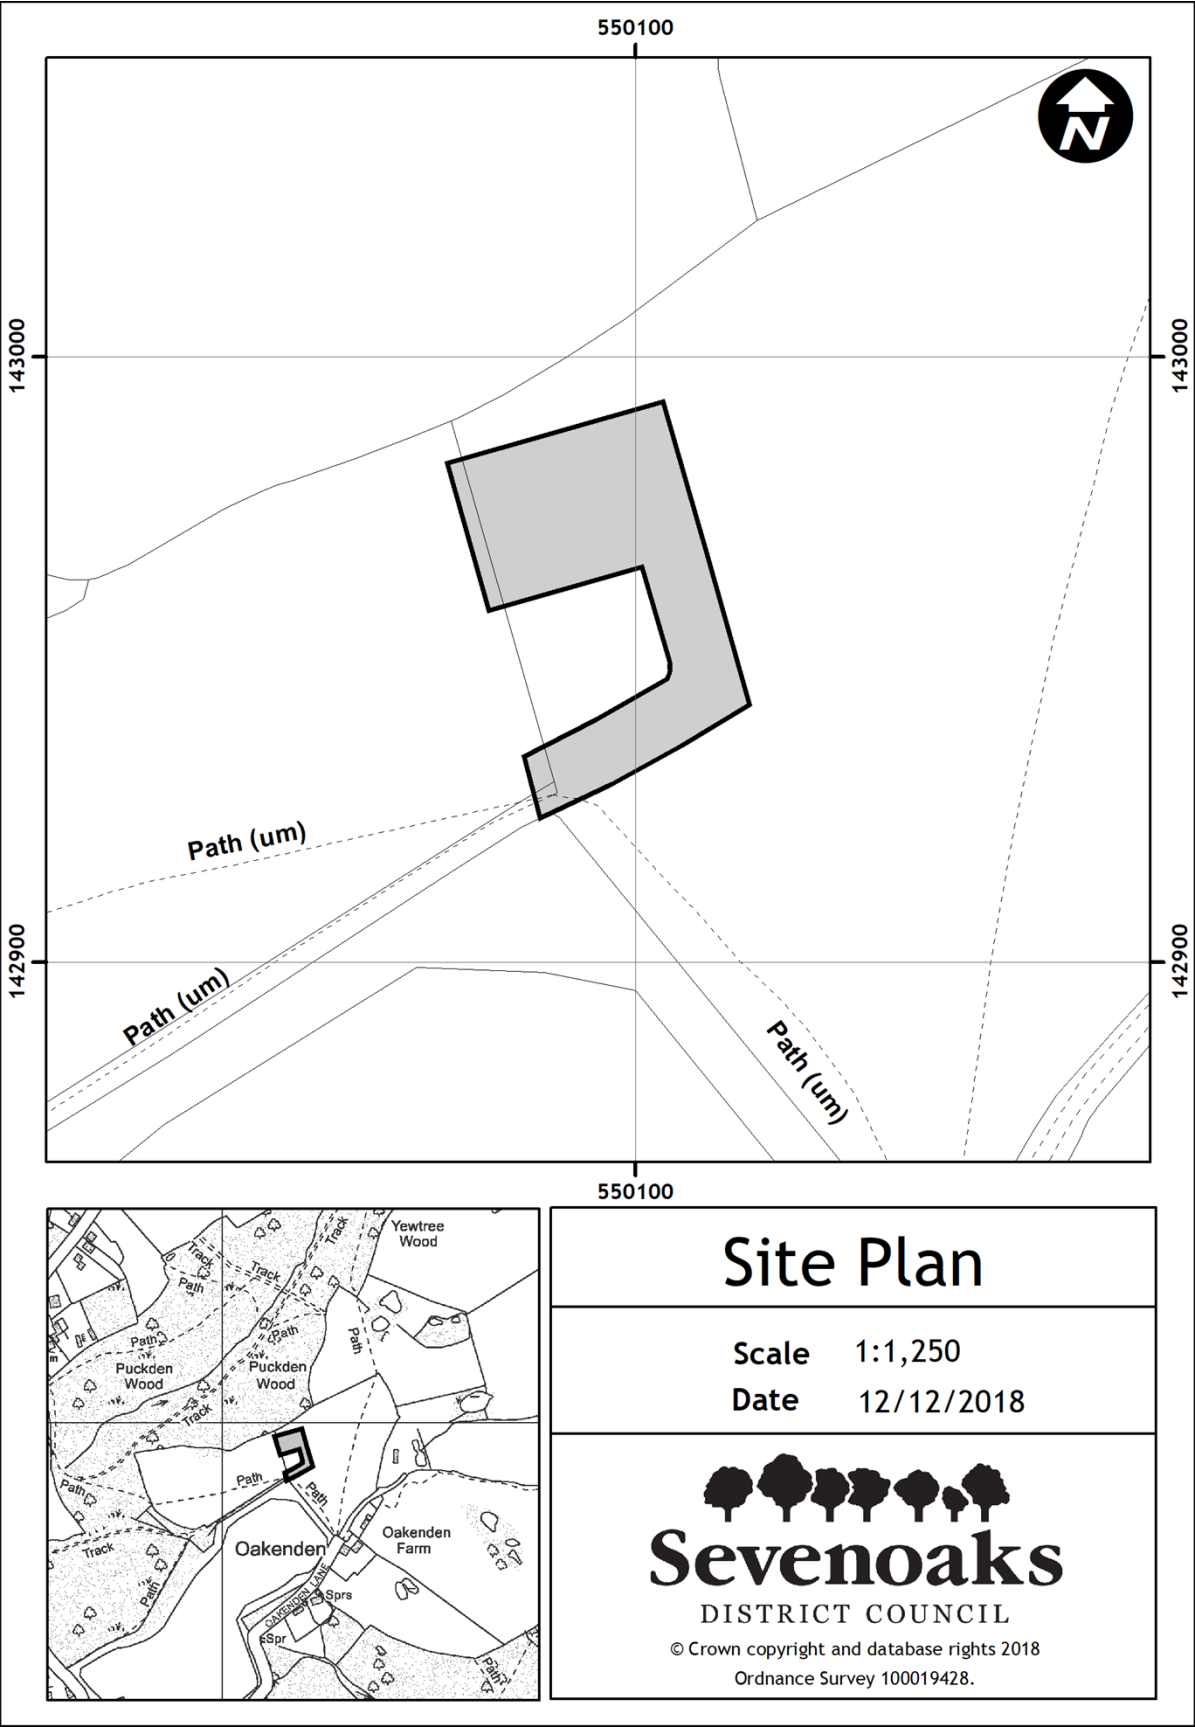 550100
N
143000
143000
Path (um)
Path (um)
Path (um)
142900
142900
550100
Yewtree
Wood
Track
Track
Track
Path
Path
Path
Path
Puckden
Wood
Puckden
Wood
Track
Path
Path
Path
Track
Path
Oakenden
Oakenden
Farm
OAKENDEN LANE
Sprs
Spr
Path
Site Plan
Scale 1:1,250
Date 12/12/2018
Sevenoaks
DISTRICT COUNCIL
© Crown copyright and database rights 2018
Ordnance Survey 100019428.